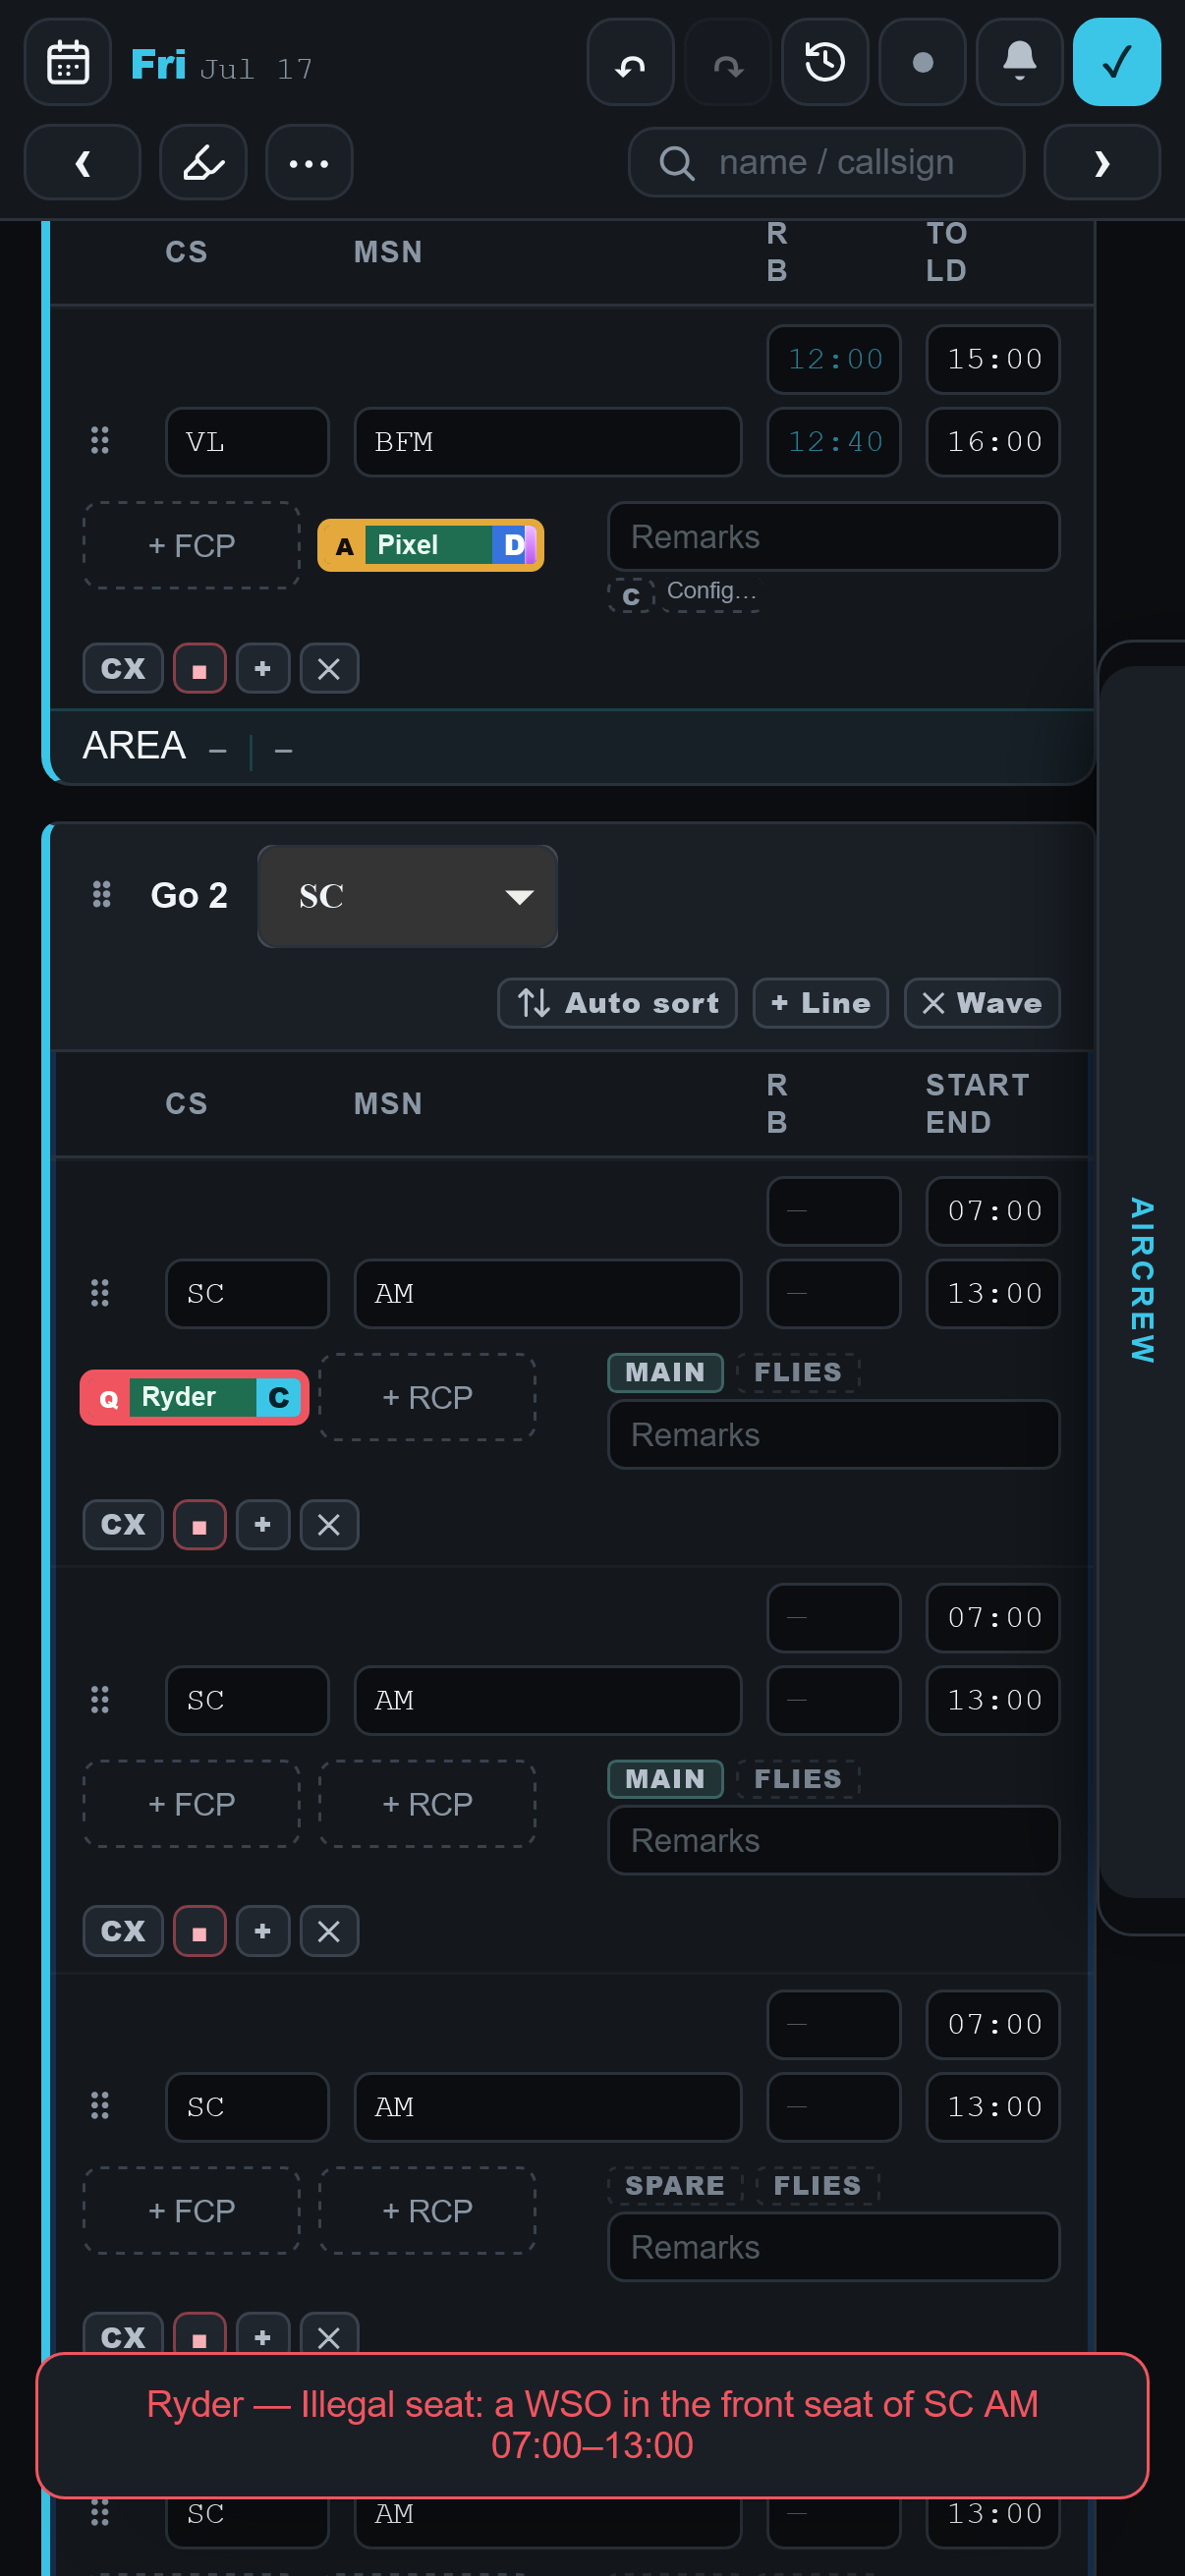 Fri Jul 17
name / callsign
CS MSN R TO
B LD
12:00 15:00
VL BFM 12:40 16:00
+ FCP A Pixel D Remarks
C Config...
CX + ×
AREA – | –
Go 2 SC
Auto sort + Line × Wave
CS MSN R START
B END
— 07:00
SC AM — 13:00
AIRCREW
MAIN FLIES
Q Ryder C + RCP Remarks
CX + ×
— 07:00
SC AM — 13:00
MAIN FLIES
+ FCP + RCP Remarks
CX + ×
— 07:00
SC AM — 13:00
SPARE FLIES
+ FCP + RCP Remarks
CX + ×
Ryder — Illegal seat: a WSO in the front seat of SC AM
07:00–13:00
SC AM — 13:00